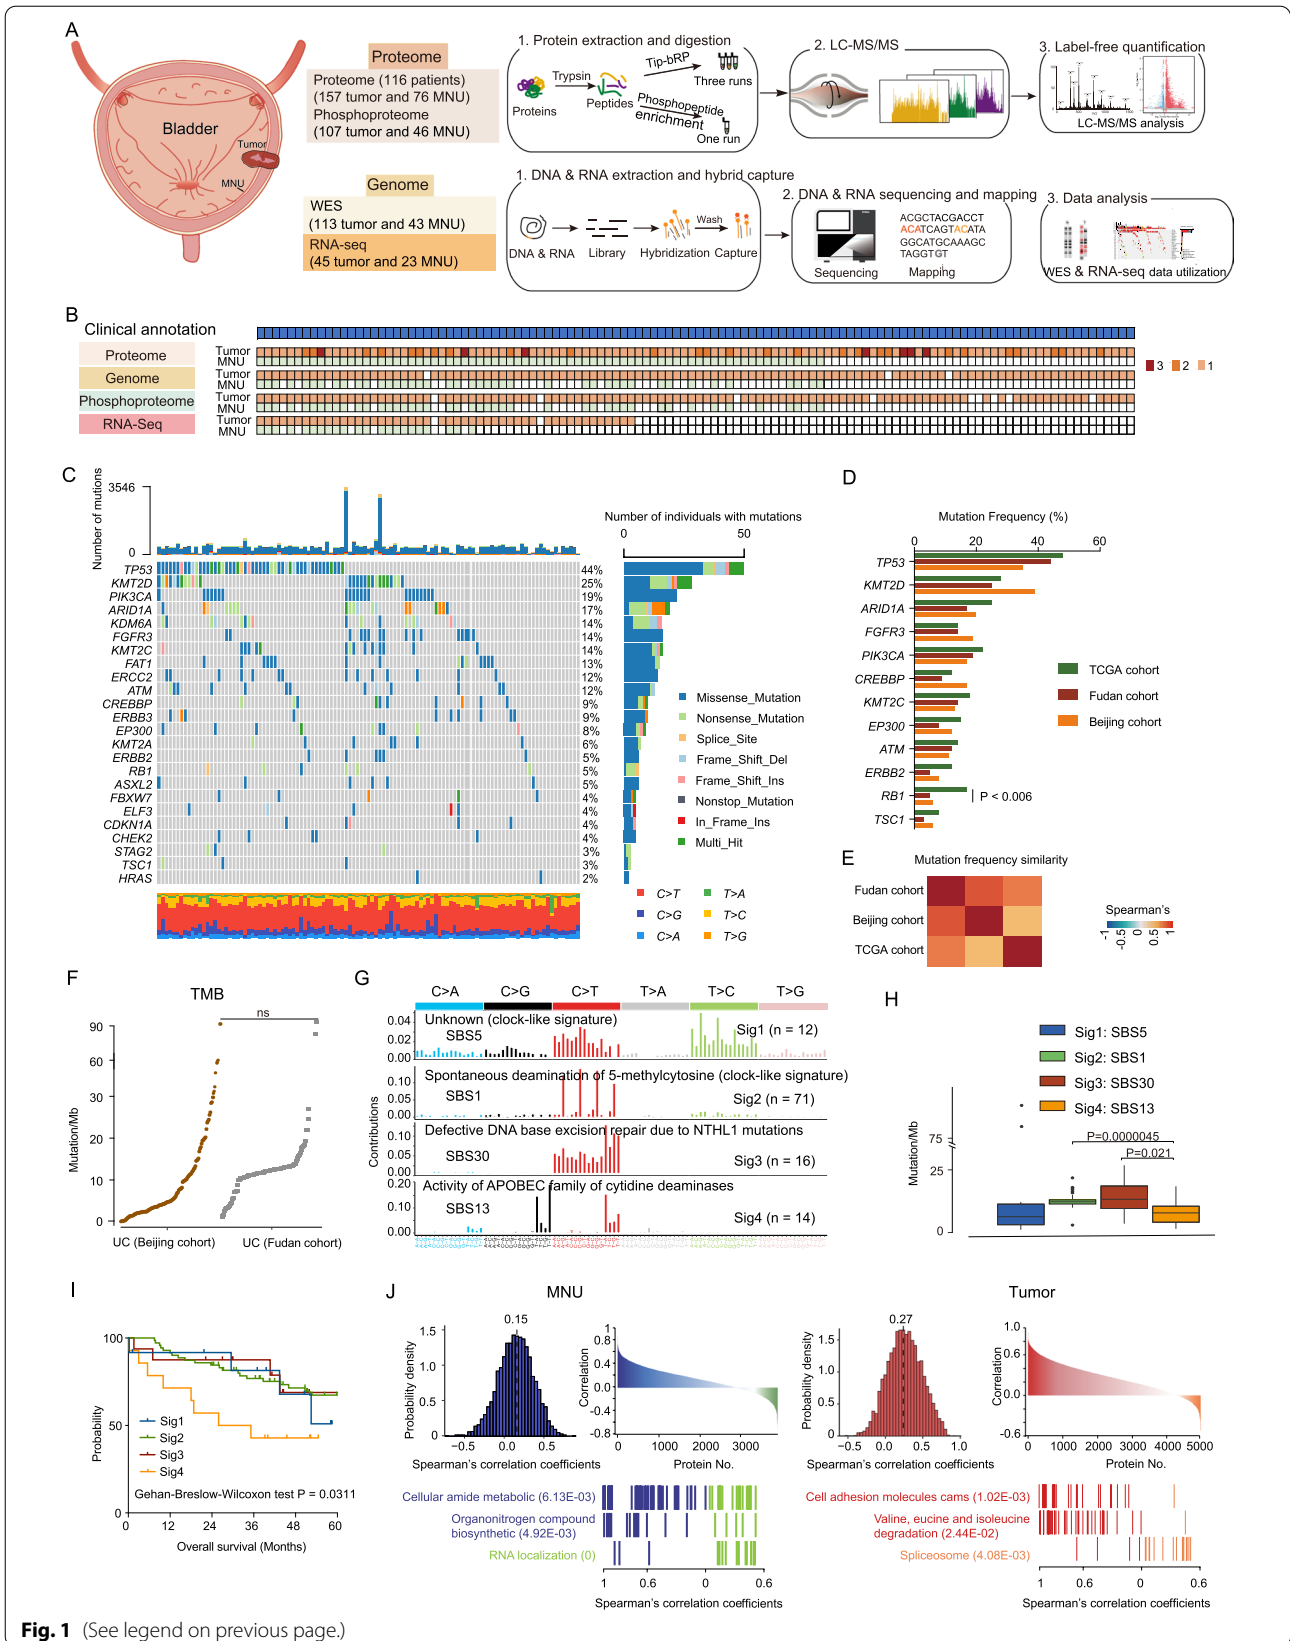 A
Bladder
Tumor
MNU
Proteome
Proteome (116 patients)
(157 tumor and 76 MNU)
Phosphoproteome
(107 tumor and 46 MNU)
1. Protein extraction and digestion
Trypsin
Tip-bRP
Proteins
Peptides
Three runs
Phosphopeptide
enrichment
One run
2. LC-MS/MS
3. Label-free quantification
LC-MS/MS analysis
Genome
WES
(113 tumor and 43 MNU)
RNA-seq
(45 tumor and 23 MNU)
1. DNA & RNA extraction and hybrid capture
Wash
DNA & RNA Library Hybridization Capture
2. DNA & RNA sequencing and mapping
ACGCTACGACCT
ACATCAGTACATA
GGCATGCAAAGC
TAGGTGT
Sequencing Mapping
3. Data analysis
WES & RNA-seq data utilization
B
Clinical annotation
Proteome Tumor
MNU
Genome Tumor
MNU
Phosphoproteome Tumor
MNU
RNA-Seq Tumor
MNU
3 2 1
C
Number of mutions
3546
0
Number of individuals with mutations
0 50
TP53 44%
KMT2D 25%
PIK3CA 19%
ARID1A 17%
KDM6A 14%
FGFR3 14%
KMT2C 14%
FAT1 13%
ERCC2 12%
ATM 12%
CREBBP 9%
ERBB3 9%
EP300 8%
KMT2A 6%
ERBB2 5%
RB1 5%
ASXL2 5%
FBXW7 4%
ELF3 4%
CDKN1A 4%
CHEK2 4%
STAG2 3%
TSC1 3%
HRAS 2%
Missense_Mutation
Nonsense_Mutation
Splice_Site
Frame_Shift_Del
Frame_Shift_Ins
Nonstop_Mutation
In_Frame_Ins
Multi_Hit
C>T T>A
C>G T>C
C>A T>G
D
Mutation Frequency (%)
0 20 40 60
TP53
KMT2D
ARID1A
FGFR3
PIK3CA
CREBBP
KMT2C
EP300
ATM
ERBB2
RB1
TSC1
P < 0.006
TCGA cohort
Fudan cohort
Beijing cohort
E
Mutation frequency similarity
Fudan cohort
Beijing cohort
TCGA cohort
Spearman's
-1 -0.5 0 0.5 1
F
TMB
ns
Mutation/Mb
90
60
30
20
10
0
UC (Beijing cohort) UC (Fudan cohort)
G
C>A C>G C>T T>A T>C T>G
Contributions
0.04
0.02
0.00
Unknown (clock-like signature)
SBS5
Sig1 (n = 12)
0.10
0.05
0.00
Spontaneous deamination of 5-methylcytosine (clock-like signature)
SBS1
Sig2 (n = 71)
0.10
0.05
0.00
Defective DNA base excision repair due to NTHL1 mutations
SBS30
Sig3 (n = 16)
0.20
0.10
0.00
Activity of APOBEC family of cytidine deaminases
SBS13
Sig4 (n = 14)
H
Sig1: SBS5
Sig2: SBS1
Sig3: SBS30
Sig4: SBS13
Mutation/Mb
75
25
0
P=0.0000045
P=0.021
I
Probability
100
50
0
Sig1
Sig2
Sig3
Sig4
Gehan-Breslow-Wilcoxon test P = 0.0311
0 12 24 36 48 60
Overall survival (Months)
J
MNU
0.15
Probability density
1.5
1.0
0.5
0
−0.5 0.0 0.5
Spearman's correlation coefficients
Correlation
0.8
0.4
0.0
-0.4
-0.8
0 1000 2000 3000
Protein No.
Cellular amide metabolic (6.13E-03)
Organonitrogen compound
biosynthetic (4.92E-03)
RNA localization (0)
1 0.6 0 0.6
Spearman's correlation coefficients
Tumor
0.27
Probability density
1.5
1.0
0.5
0
−0.5 0.0 0.5 1.0
Spearman's correlation coefficients
Correlation
1.0
0.6
0.0
-0.6
0 1000 2000 3000 4000 5000
Protein No.
Cell adhesion molecules cams (1.02E-03)
Valine, eucine and isoleucine
degradation (2.44E-02)
Spliceosome (4.08E-03)
1 0.6 0 0.6
Spearman's correlation coefficients
Fig. 1 (See legend on previous page.)